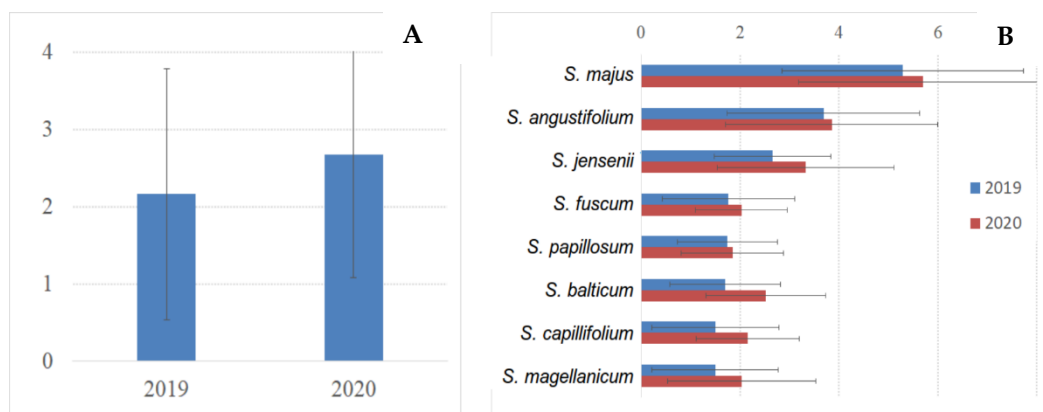 A
4
3
2
1
0
2019 2020
B
0 2 4 6
S. majus
S. angustifolium
S. jensenii
S. fuscum
S. papillosum
S. balticum
S. capillifolium
S. magellanicum
2019
2020